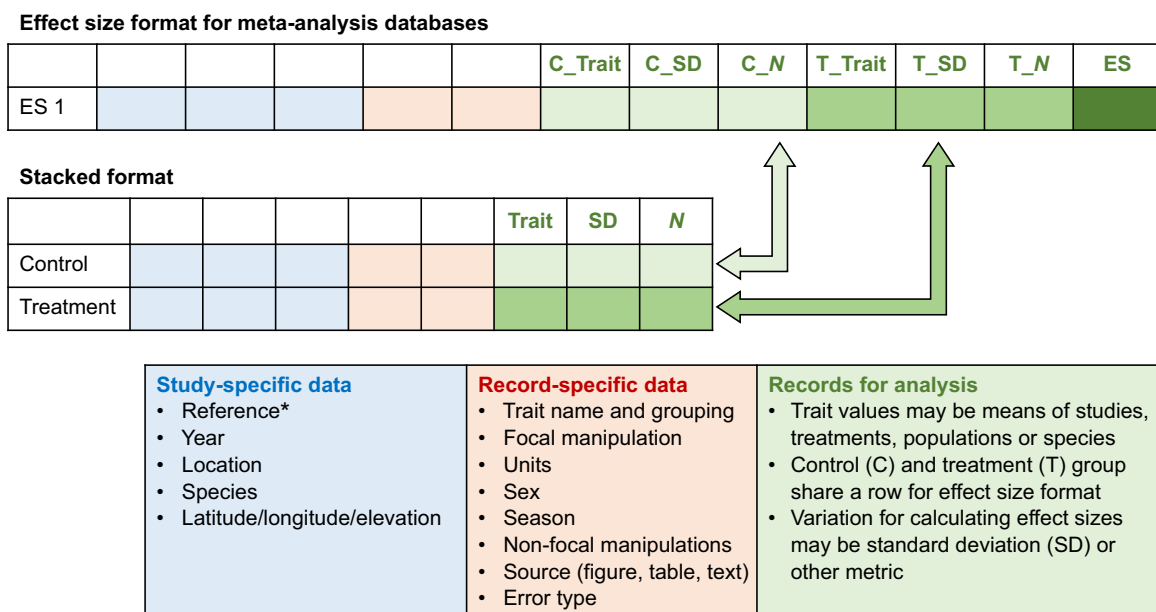 Effect size format for meta-analysis databases
C_Trait C_SD C_N T_Trait T_SD T_N ES
ES 1
Stacked format
Trait SD N
Control
Treatment
Study-specific data
• Reference*
• Year
• Location
• Species
• Latitude/longitude/elevation
Record-specific data
• Trait name and grouping
• Focal manipulation
• Units
• Sex
• Season
• Non-focal manipulations
• Source (figure, table, text)
• Error type
Records for analysis
• Trait values may be means of studies,
treatments, populations or species
• Control (C) and treatment (T) group
share a row for effect size format
• Variation for calculating effect sizes
may be standard deviation (SD) or
other metric